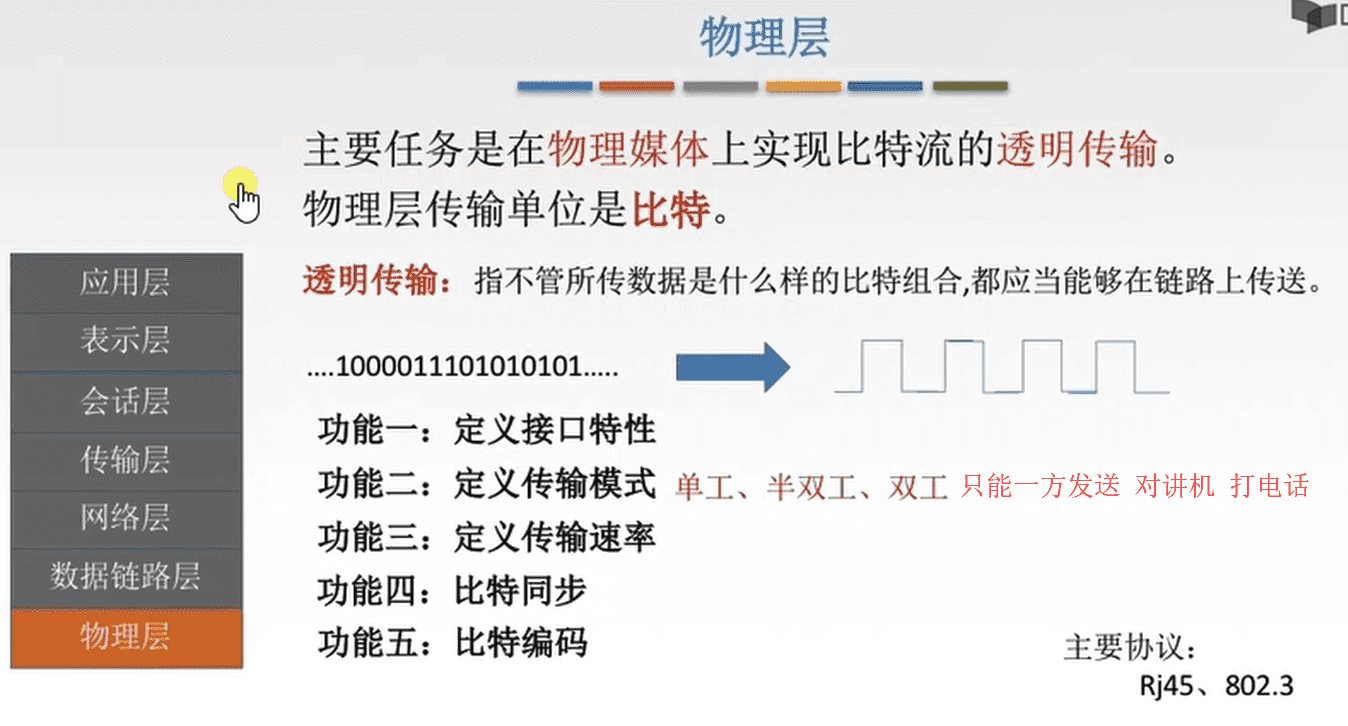 物理层
主要任务是在物理媒体上实现比特流的透明传输。
物理层传输单位是比特。
透明传输：指不管所传数据是什么样的比特组合,都应当能够在链路上传送。
....1000011101010101.....
功能一：定义接口特性
功能二：定义传输模式 单工、半双工、双工 只能一方发送 对讲机 打电话
功能三：定义传输速率
功能四：比特同步
功能五：比特编码
主要协议：
Rj45、802.3
应用层
表示层
会话层
传输层
网络层
数据链路层
物理层